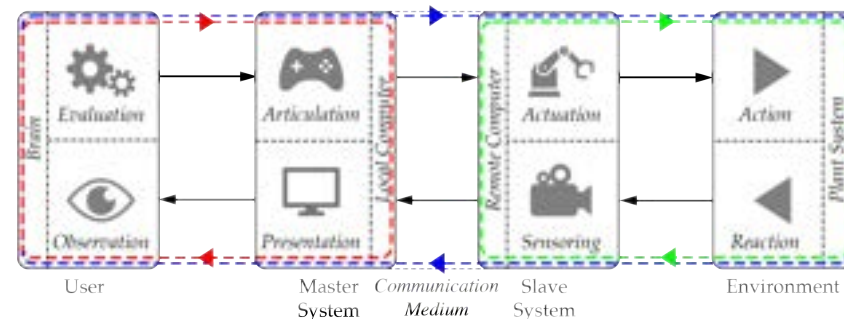 Brain
Evaluation
Observation
Articulation
Presentation
Local Computer
Remote Computer
Actuation
Sensoring
Action
Reaction
Plant System
User
Master
System
Communication
Medium
Slave
System
Environment